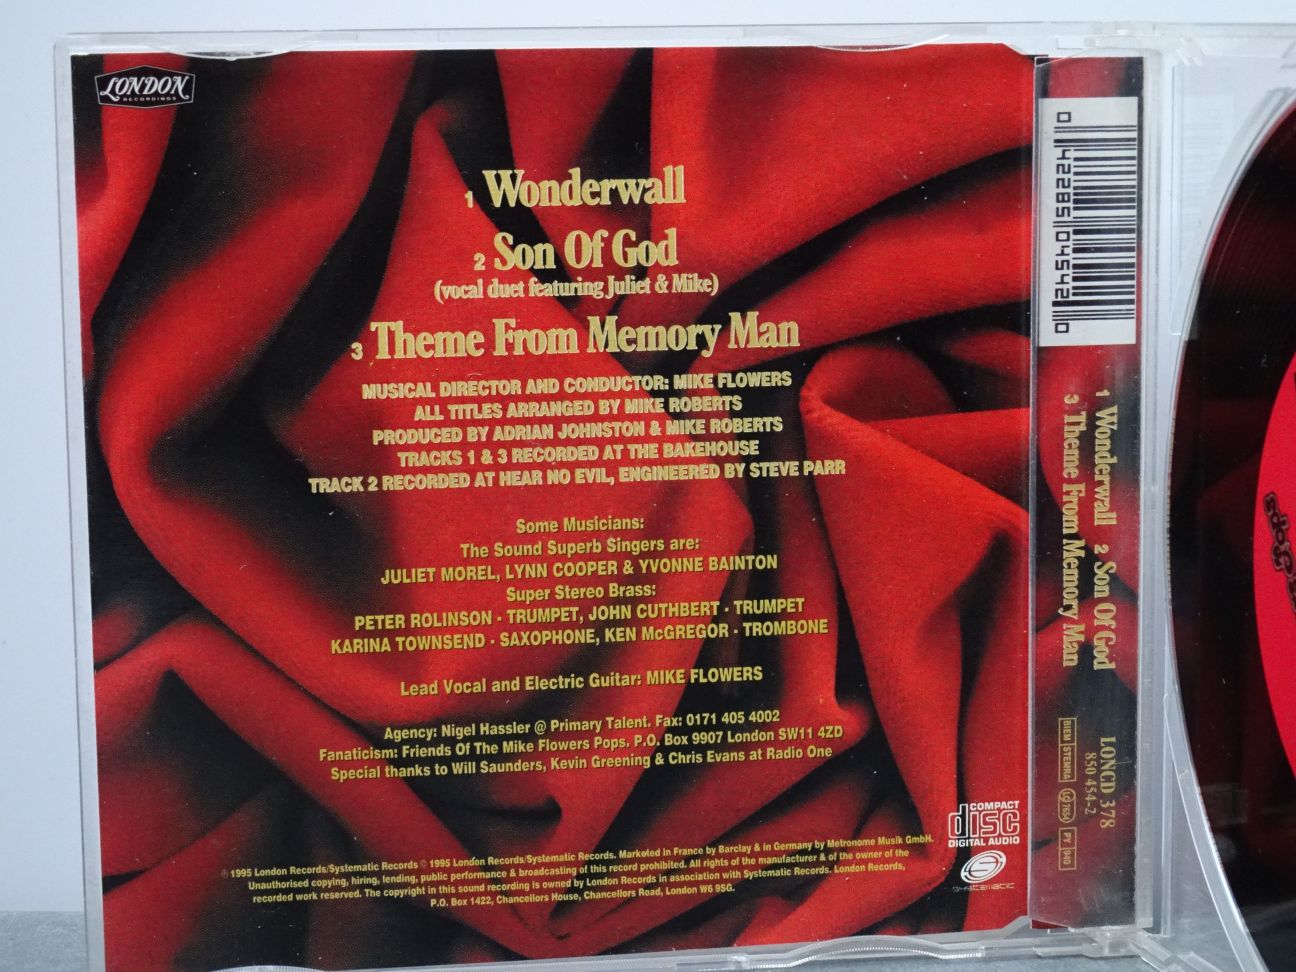 LONDON
RECORDINGS
1 Wonderwall
2 Son Of God
(vocal duet featuring Juliet & Mike)
3 Theme From Memory Man
MUSICAL DIRECTOR AND CONDUCTOR: MIKE FLOWERS
ALL TITLES ARRANGED BY MIKE ROBERTS
PRODUCED BY ADRIAN JOHNSTON & MIKE ROBERTS
TRACKS 1 & 3 RECORDED AT THE BAKEHOUSE
TRACK 2 RECORDED AT HEAR NO EVIL, ENGINEERED BY STEVE PARR
Some Musicians:
The Sound Superb Singers are:
JULIET MOREL, LYNN COOPER & YVONNE BAINTON
Super Stereo Brass:
PETER ROLINSON - TRUMPET, JOHN CUTHBERT - TRUMPET
KARINA TOWNSEND - SAXOPHONE, KEN McGREGOR - TROMBONE
Lead Vocal and Electric Guitar: MIKE FLOWERS
Agency: Nigel Hassler @ Primary Talent. Fax: 0171 405 4002
Fanaticism: Friends Of The Mike Flowers Pops. P.O. Box 9907 London SW11 4ZD
Special thanks to Will Saunders, Kevin Greening & Chris Evans at Radio One
COMPACT
disc
DIGITAL AUDIO
systematic
℗ 1995 London Records/Systematic Records © 1995 London Records/Systematic Records. Marketed in France by Barclay & in Germany by Metronome Musik GmbH.
Unauthorised copying, hiring, lending, public performance & broadcasting of this record prohibited. All rights of the manufacturer & of the owner of the
recorded work reserved. The copyright in this sound recording is owned by London Records in association with Systematic Records. London Records,
P.O. Box 1422, Chancellors House, Chancellors Road, London W6 9SG.
0 42285 04542 0
1 Wonderwall 2 Son Of God
3 Theme From Memory Man
LONCD 378
850 454-2
BIEM STEMRA
LC 7654
PY 940